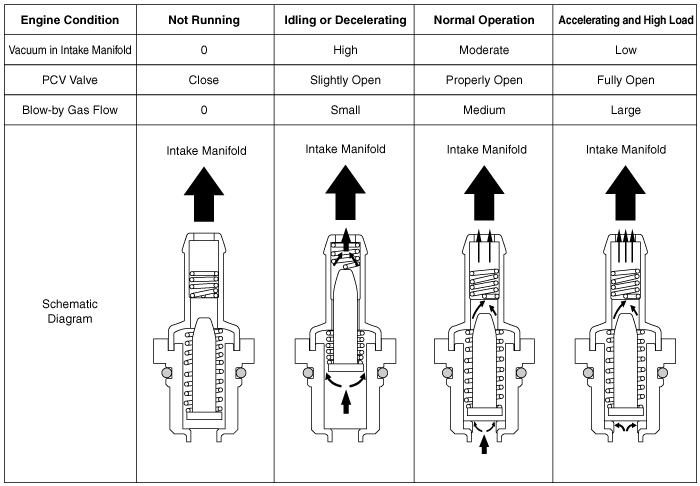 Engine Condition Not Running Idling or Decelerating Normal Operation Accelerating and High Load
Vacuum in Intake Manifold 0 High Moderate Low
PCV Valve Close Slightly Open Properly Open Fully Open
Blow-by Gas Flow 0 Small Medium Large
Intake Manifold Intake Manifold Intake Manifold Intake Manifold
Schematic
Diagram